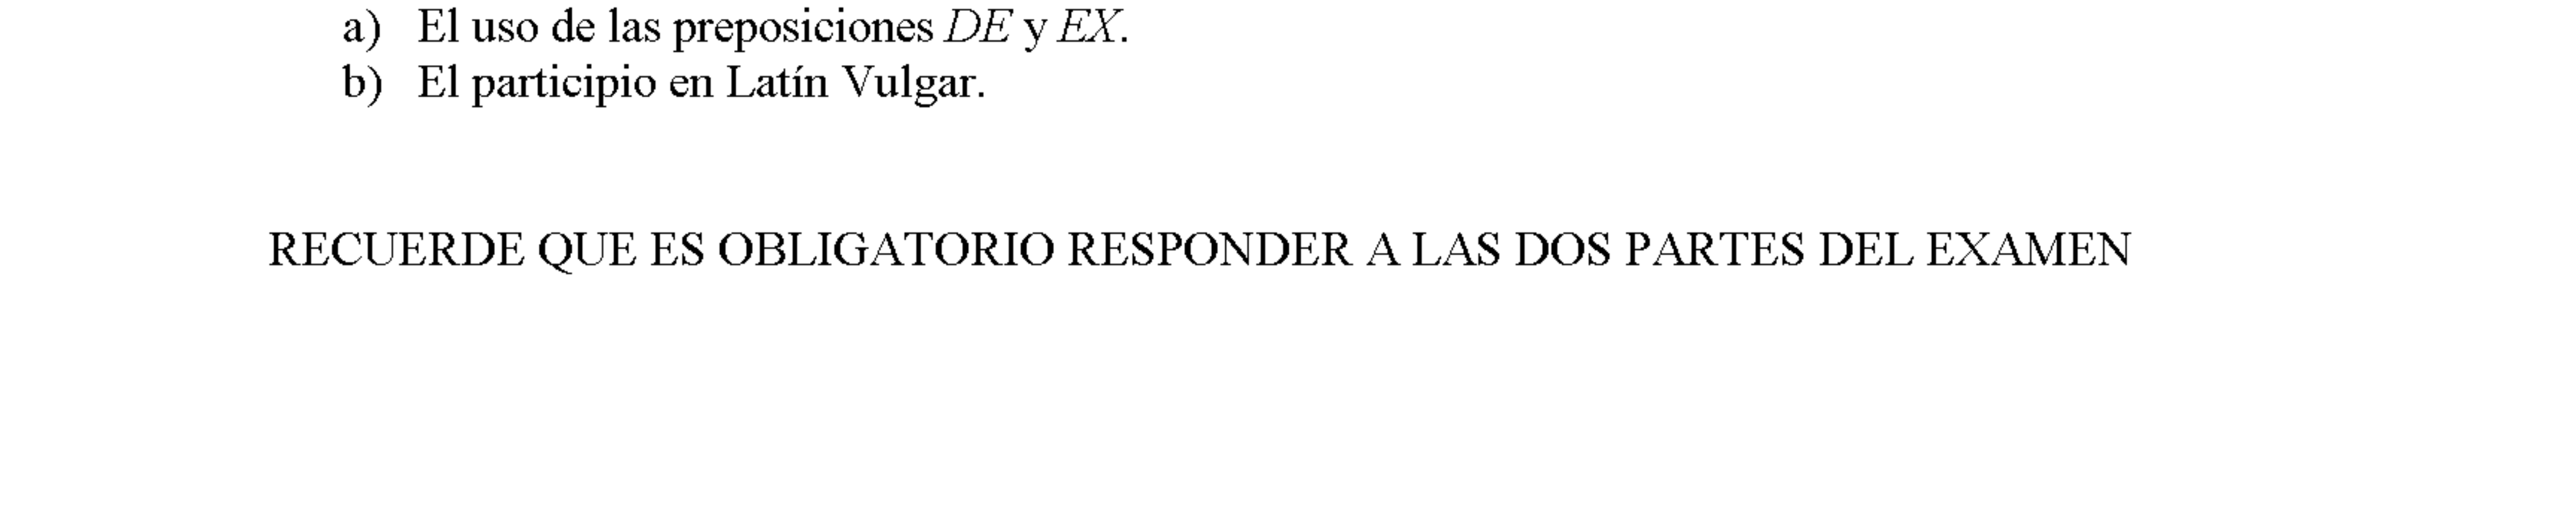 a) El uso de las preposiciones DE y EX.
b) El participio en Latín Vulgar.
RECUERDE QUE ES OBLIGATORIO RESPONDER A LAS DOS PARTES DEL EXAMEN